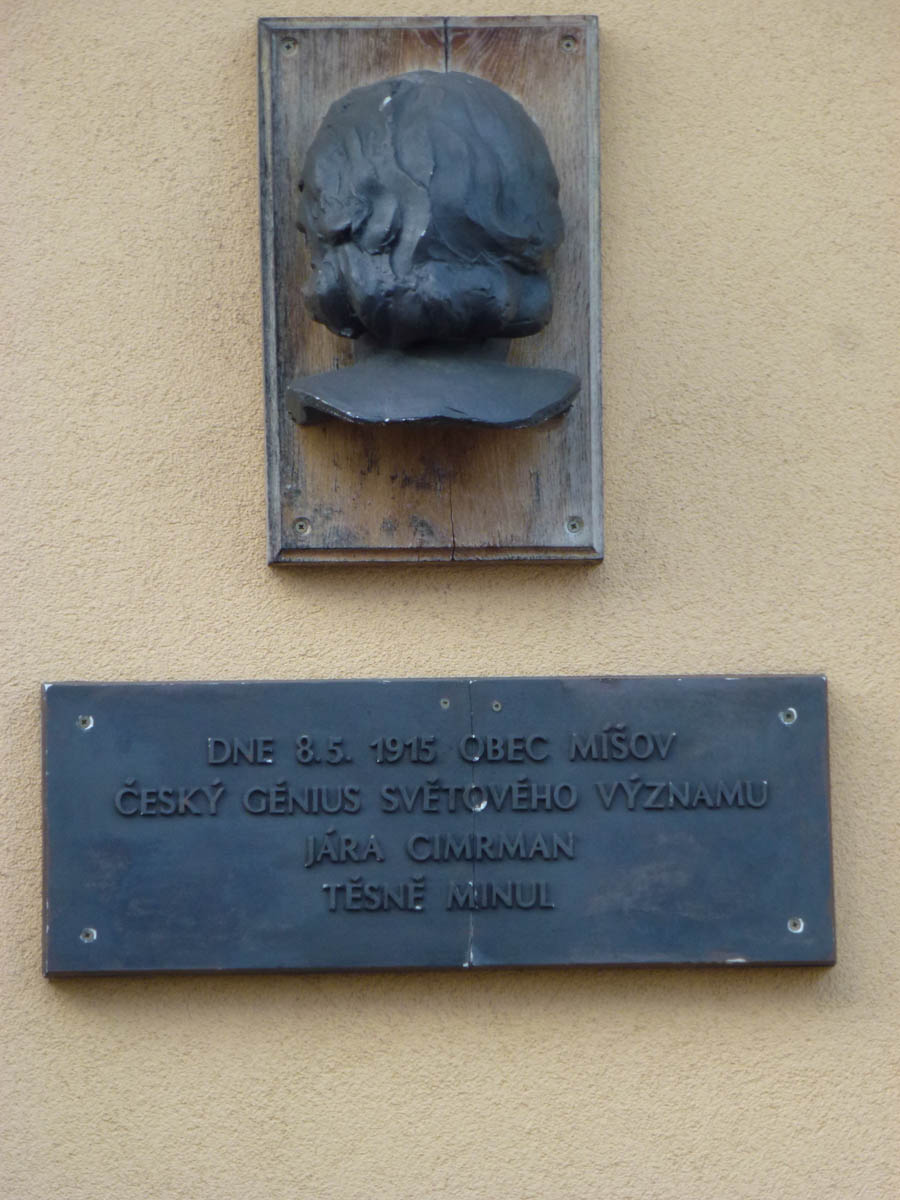 DNE 8.5. 1915 OBEC MÍŠOV
ČESKÝ GÉNIUS SVĚTOVÉHO VÝZNAMU
JÁRA CIMRMAN
TĚSNĚ MINUL